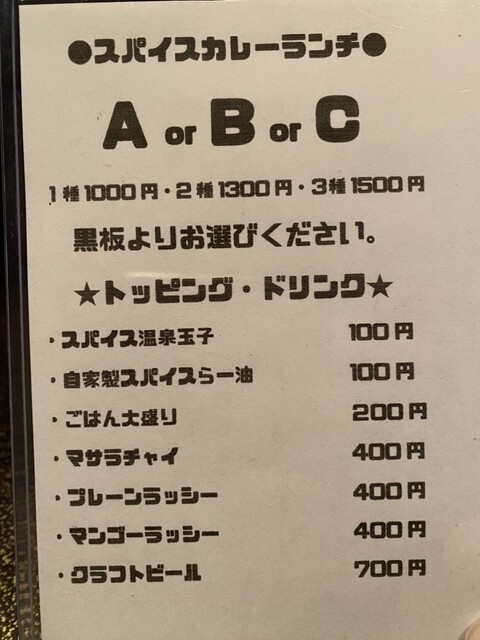 ●スパイスカレーランチ●
A or B or C
1種1000円・2種1300円・3種1500円
黒板よりお選びください。
★トッピング・ドリンク★
・スパイス温泉玉子 100円
・自家製スパイスらー油 100円
・ごはん大盛り 200円
・マサラチャイ 400円
・プレーンラッシー 400円
・マンゴーラッシー 400円
・クラフトビール 700円